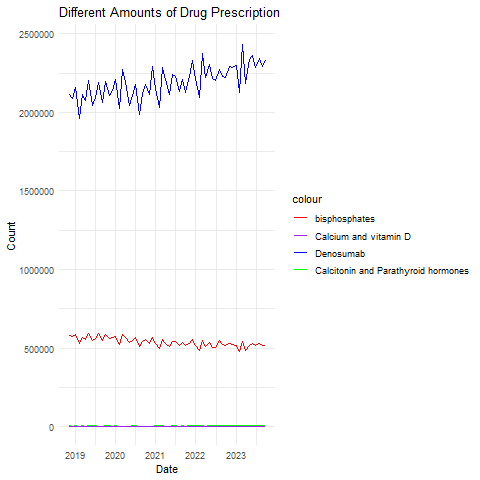 Different Amounts of Drug Prescription
2500000
2000000
1500000
1000000
500000
0
Count
2019 2020 2021 2022 2023
Date
colour
bisphosphates
Calcium and vitamin D
Denosumab
Calcitonin and Parathyroid hormones